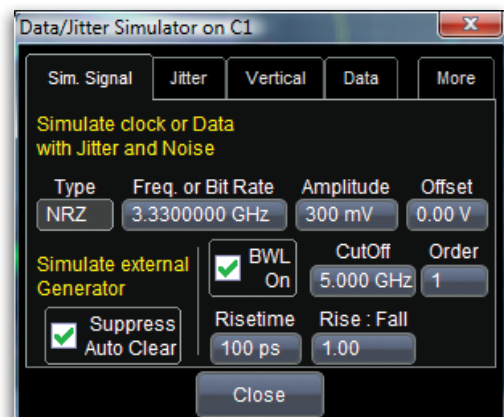 Data/Jitter Simulator on C1
Sim. Signal Jitter Vertical Data More
Simulate clock or Data
with Jitter and Noise
Type Freq. or Bit Rate Amplitude Offset
NRZ 3.3300000 GHz 300 mV 0.00 V
Simulate external
Generator
BWL
On
CutOff Order
5.000 GHz 1
Suppress
Auto Clear
Risetime Rise : Fall
100 ps 1.00
Close